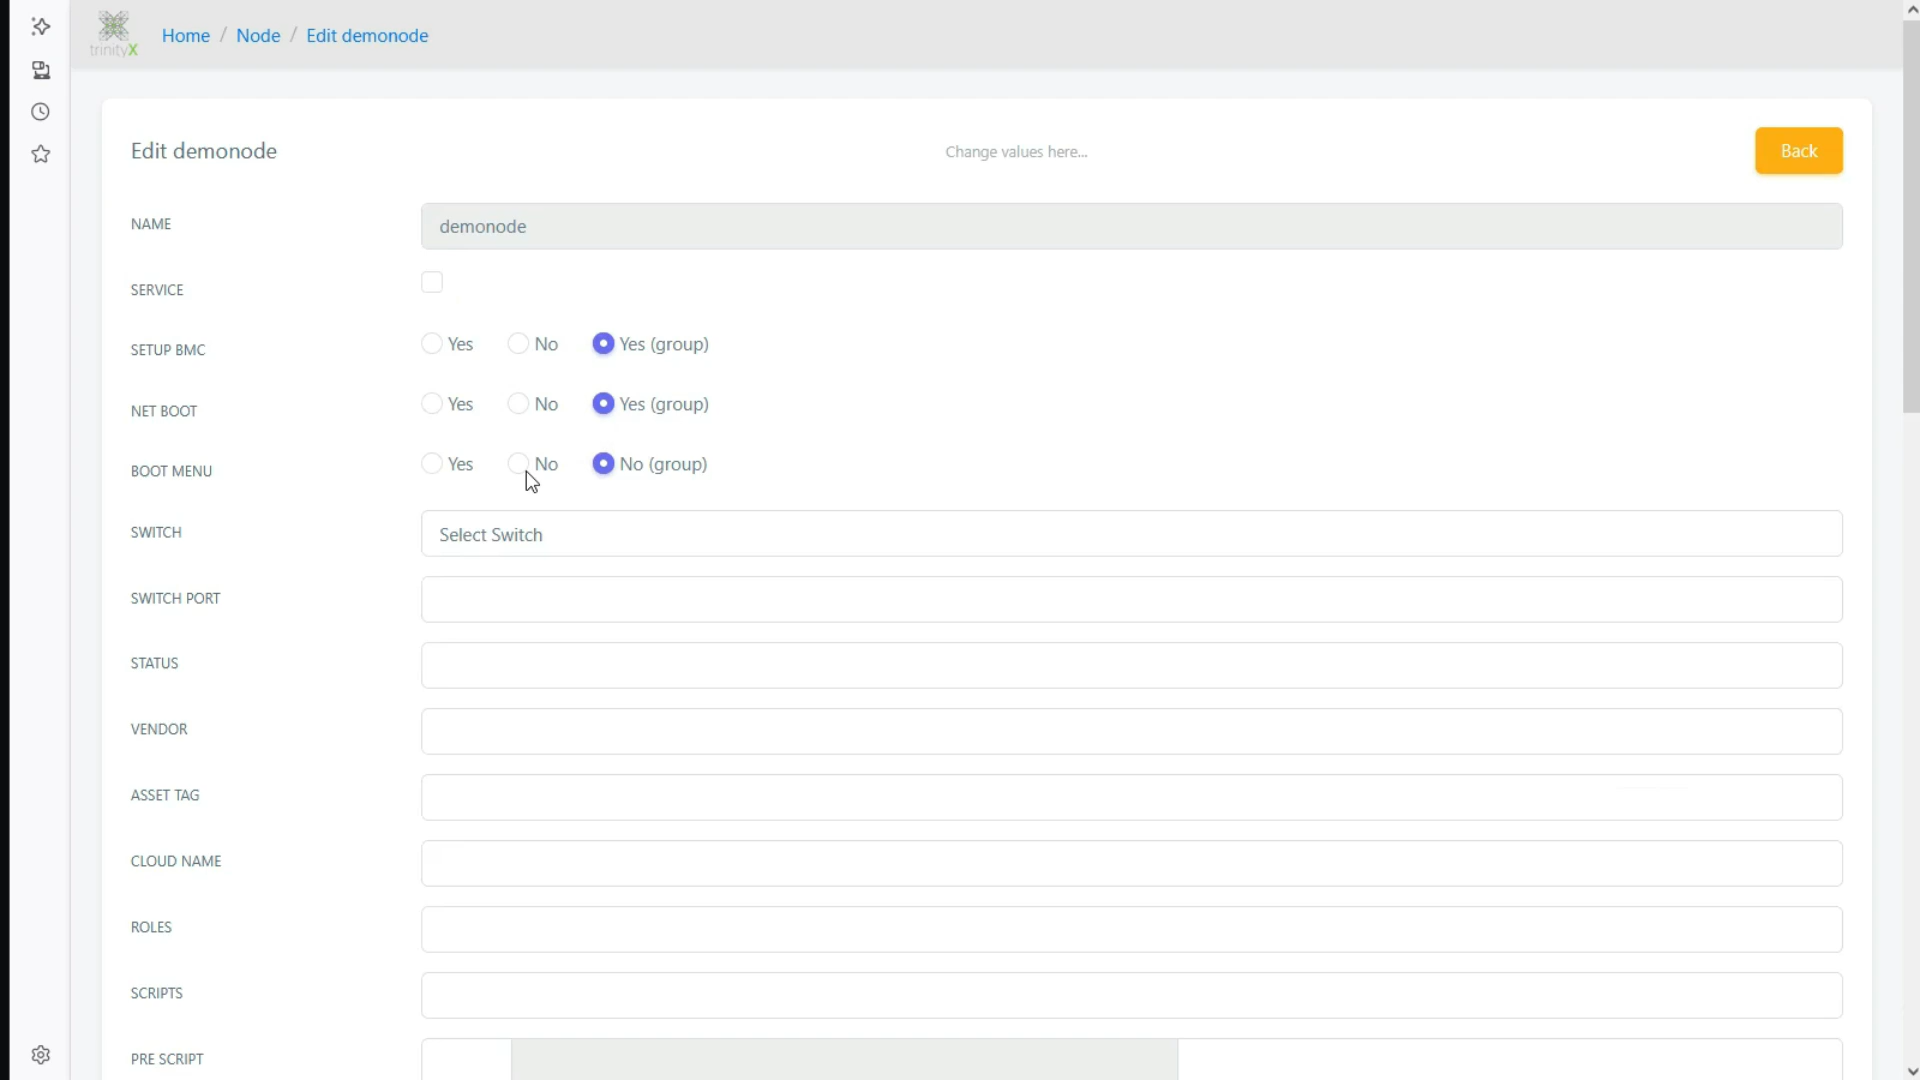 trinityX
Home / Node / Edit demonode
Edit demonode
Change values here...
Back
NAME
demonode
SERVICE
SETUP BMC
Yes
No
Yes (group)
NET BOOT
Yes
No
Yes (group)
BOOT MENU
Yes
No
No (group)
SWITCH
Select Switch
SWITCH PORT
STATUS
VENDOR
ASSET TAG
CLOUD NAME
ROLES
SCRIPTS
PRE SCRIPT